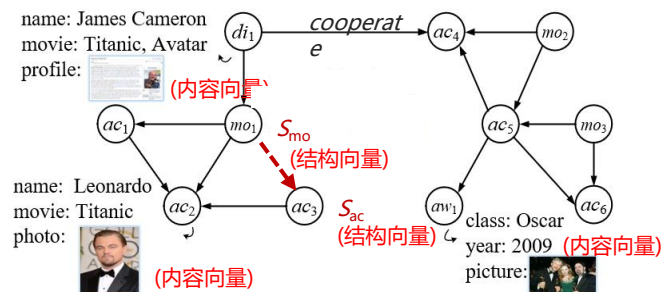 name: James Cameron
movie: Titanic, Avatar
profile:
(内容向量)
di1
cooperat
e
ac4
mo2
ac1
mo1
Smo
(结构向量)
ac5
mo3
name: Leonardo
movie: Titanic
photo:
(内容向量)
ac2
ac3
Sac
(结构向量)
aw1
ac6
class: Oscar
year: 2009
(内容向量)
picture: